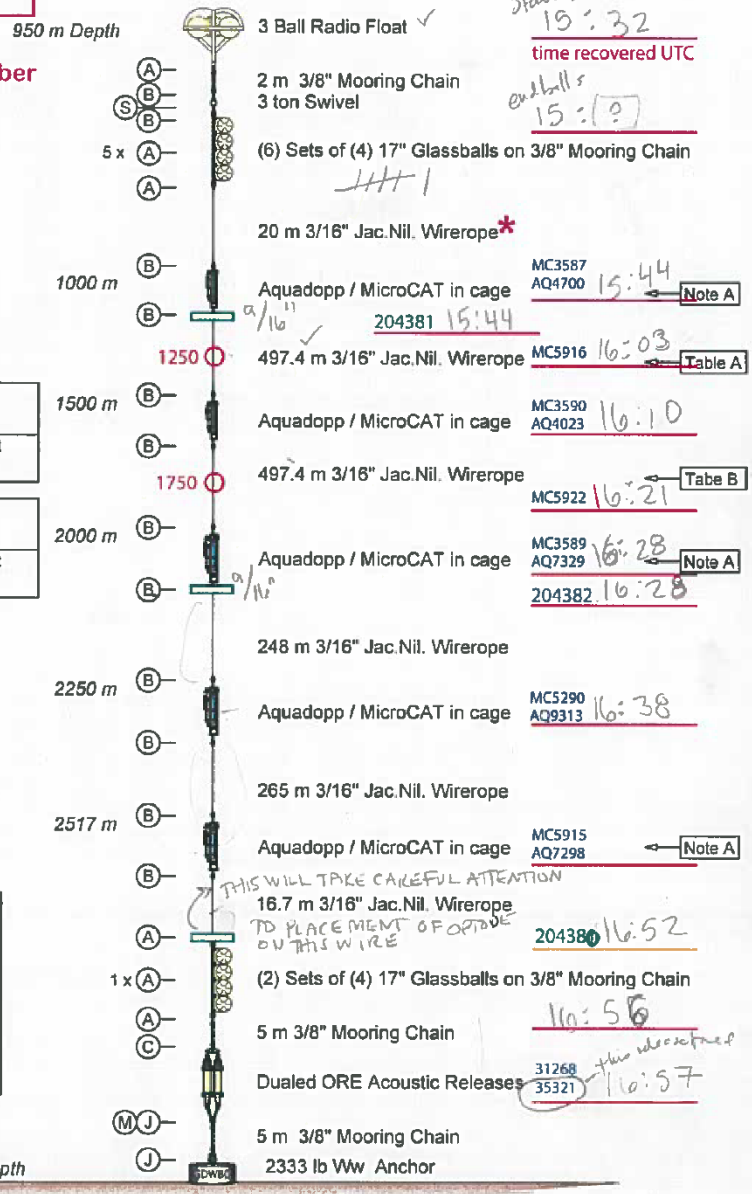 950 m Depth
3 Ball Radio Float ✓
15:32
time recovered UTC
ber
A
2 m 3/8" Mooring Chain
B
3 ton Swivel
S
B
end balls
15:[?]
5 x A
(6) Sets of (4) 17" Glassballs on 3/8" Mooring Chain
A
20 m 3/16" Jac.Nil. Wirerope*
B
1000 m
Aquadopp / MicroCAT in cage
MC3587
AQ4700
15:44
Note A
B
9/16"
204381 15:44
1250
497.4 m 3/16" Jac.Nil. Wirerope
MC5916 16:03
Table A
B
1500 m
Aquadopp / MicroCAT in cage
MC3590
AQ4023
16:10
B
1750
497.4 m 3/16" Jac.Nil. Wirerope
Tabe B
MC5922 16:21
B
2000 m
Aquadopp / MicroCAT in cage
MC3589
AQ7329
16:28
Note A
B
9/16"
204382 16:28
248 m 3/16" Jac.Nil. Wirerope
B
2250 m
Aquadopp / MicroCAT in cage
MC5290
AQ9313
16:38
B
265 m 3/16" Jac.Nil. Wirerope
B
2517 m
Aquadopp / MicroCAT in cage
MC5915
AQ7298
Note A
B
THIS WILL TAKE CAREFUL ATTENTION
16.7 m 3/16" Jac.Nil. Wirerope
TO PLACEMENT OF OPTODE
ON THIS WIRE
A
204380 16:52
1 x A
(2) Sets of (4) 17" Glassballs on 3/8" Mooring Chain
A
16:56
5 m 3/8" Mooring Chain
C
Dualed ORE Acoustic Releases
31268
35321
this released
16:57
M J
5 m 3/8" Mooring Chain
J
2333 lb Ww Anchor
pth